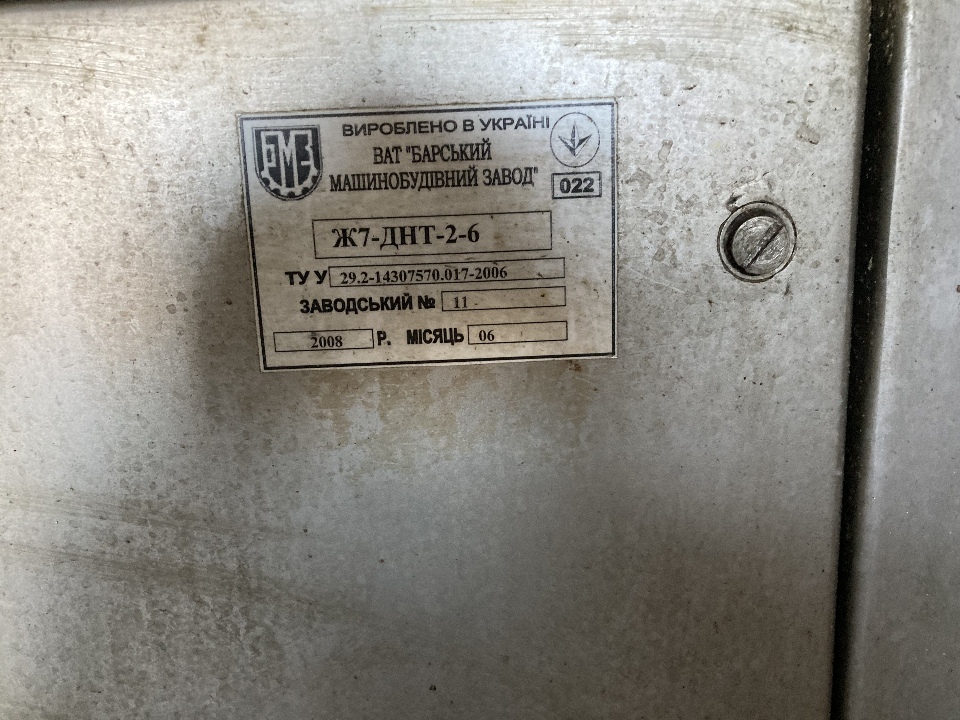 БМЗ
ВИРОБЛЕНО В УКРАЇНІ
ВАТ "БАРСЬКИЙ
МАШИНОБУДІВНИЙ ЗАВОД"
022
Ж7-ДНТ-2-6
ТУ У 29.2-14307570.017-2006
ЗАВОДСЬКИЙ № 11
2008 Р. МІСЯЦЬ 06